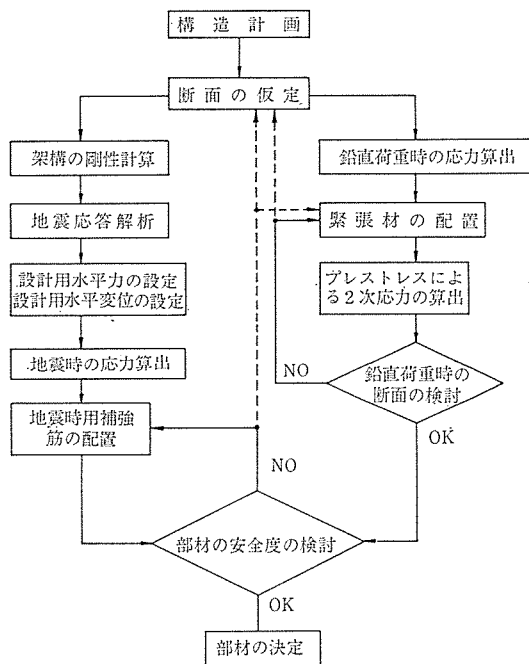 構造計画
断面の仮定
架構の剛性計算
地震応答解析
設計用水平力の設定
設計用水平変位の設定
地震時の応力算出
地震時用補強
筋の配置
鉛直荷重時の応力算出
緊張材の配置
プレストレスによ
る2次応力の算出
NO
鉛直荷重時の
断面の検討
OK
NO
部材の安全度の検討
OK
部材の決定